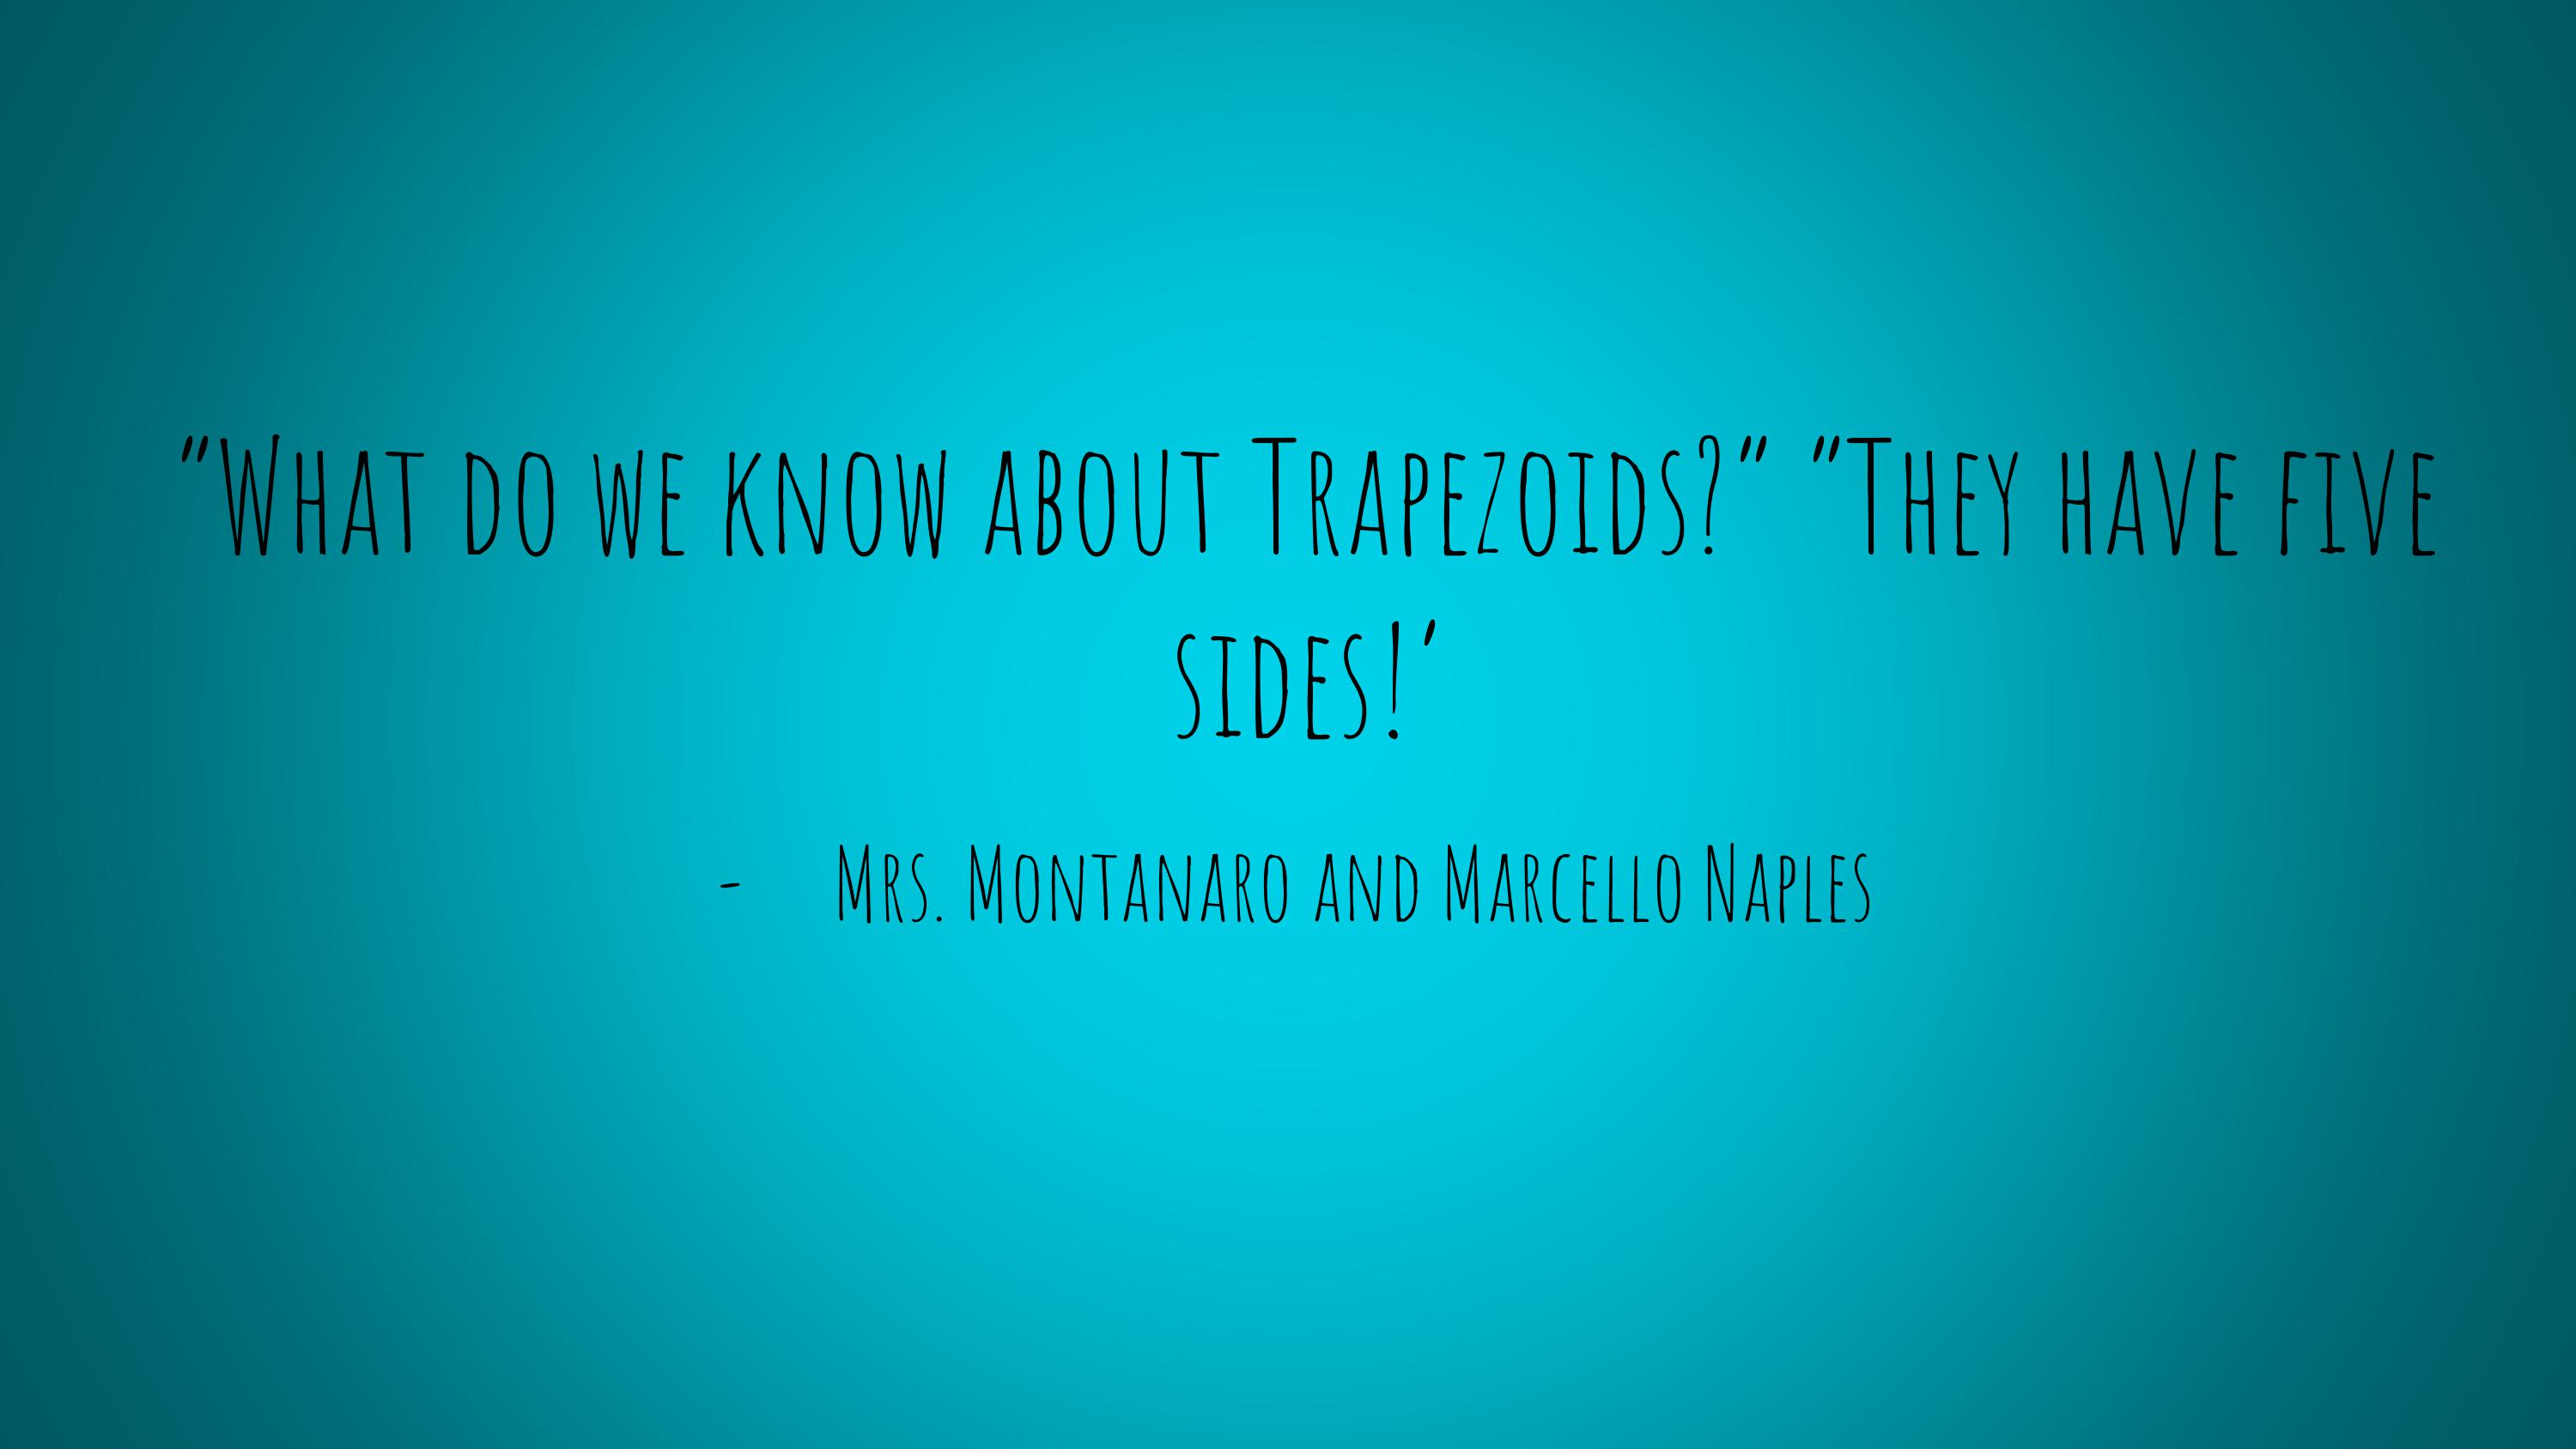 "What do we know about Trapezoids?" "They have five
sides!'
- Mrs. Montanaro and Marcello Naples